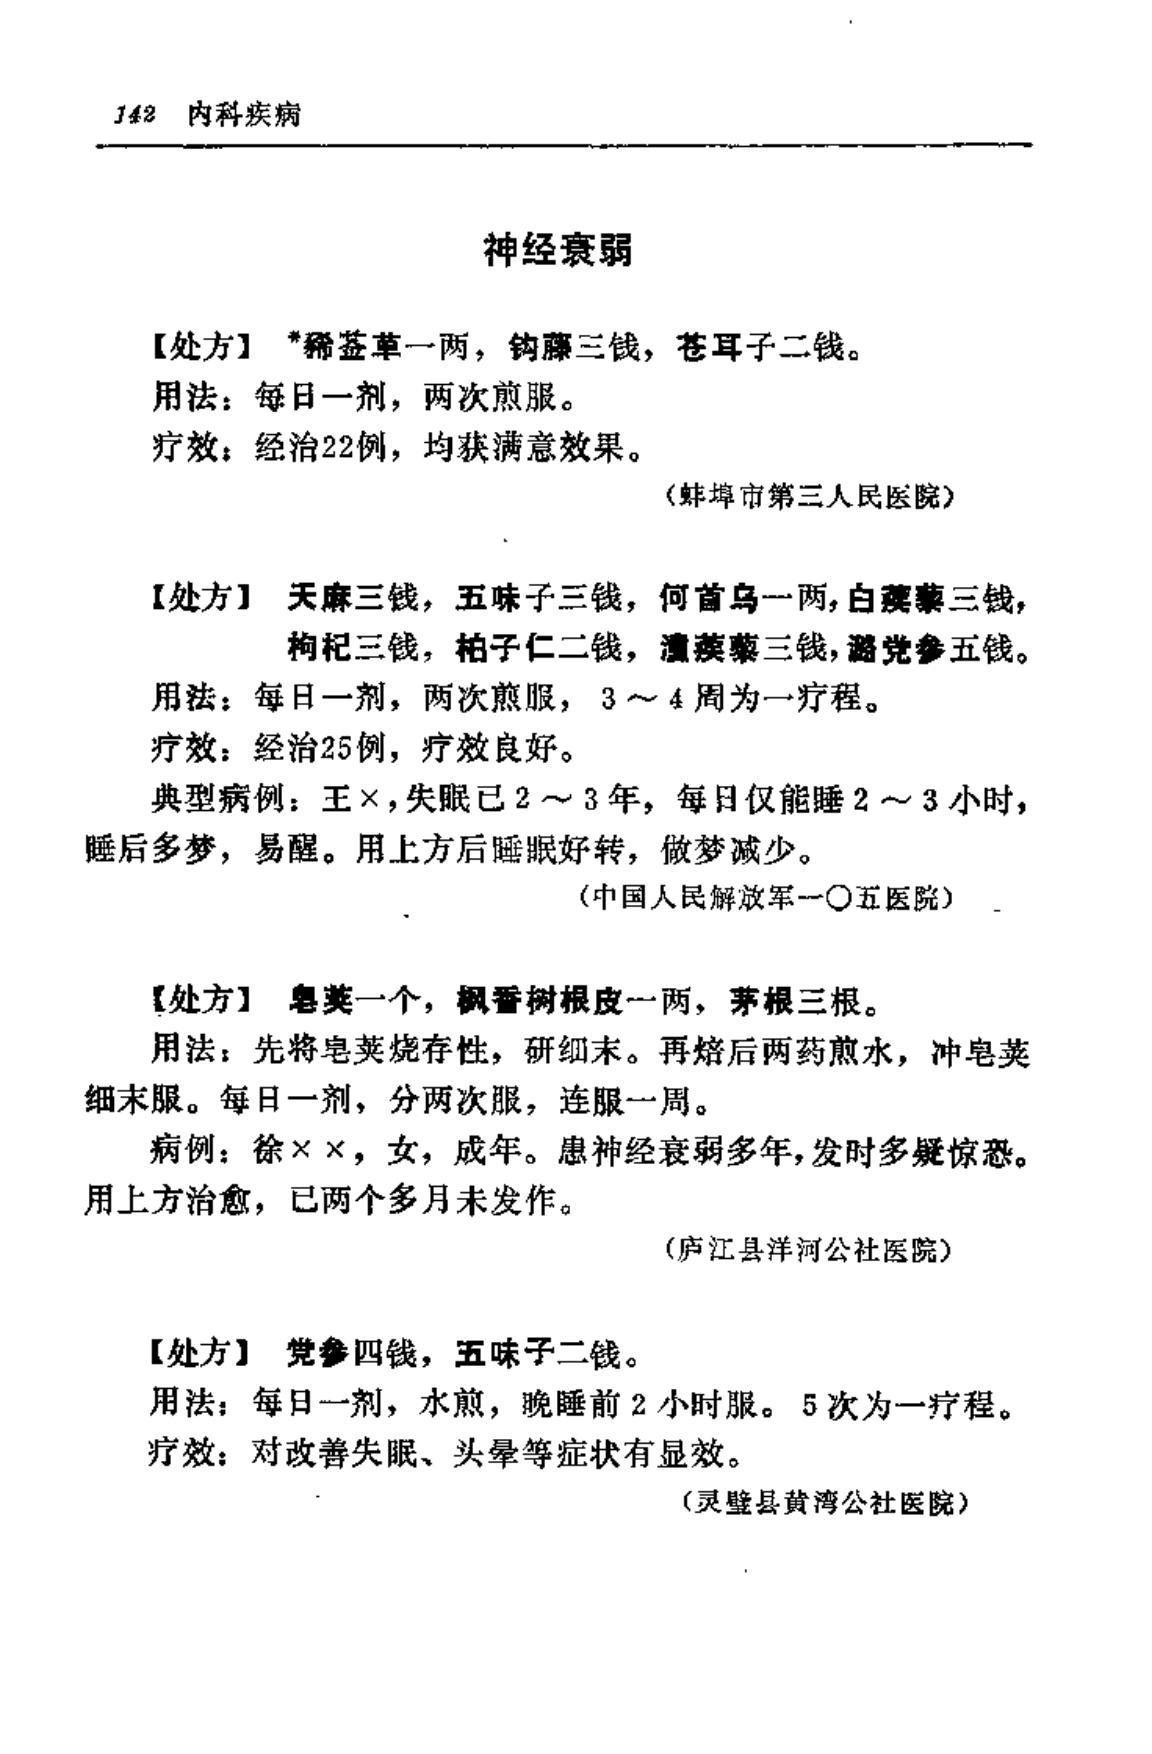 142 内科疾病
神经衰弱
【处方】 *稀莶草一两，钩藤三钱，苍耳子二钱。
用法：每日一剂，两次煎服。
疗效：经治22例，均获满意效果。
（蚌埠市第三人民医院）
【处方】 天麻三钱，五味子三钱，何首乌一两，白蒺藜三钱，
枸杞三钱，柏子仁二钱，潼蒺藜三钱，潞党参五钱。
用法：每日一剂，两次煎服，3～4周为一疗程。
疗效：经治25例，疗效良好。
典型病例：王×，失眠已2～3年，每日仅能睡2～3小时，
睡后多梦，易醒。用上方后睡眠好转，做梦减少。
（中国人民解放军一〇五医院）
【处方】 皂荚一个，枫香树根皮一两，茅根三根。
用法：先将皂荚烧存性，研细末。再焙后两药煎水，冲皂荚
细末服。每日一剂，分两次服，连服一周。
病例：徐××，女，成年。患神经衰弱多年，发时多疑惊恐。
用上方治愈，已两个多月未发作。
（庐江县洋河公社医院）
【处方】 党参四钱，五味子二钱。
用法：每日一剂，水煎，晚睡前2小时服。5次为一疗程。
疗效：对改善失眠、头晕等症状有显效。
（灵璧县黄湾公社医院）